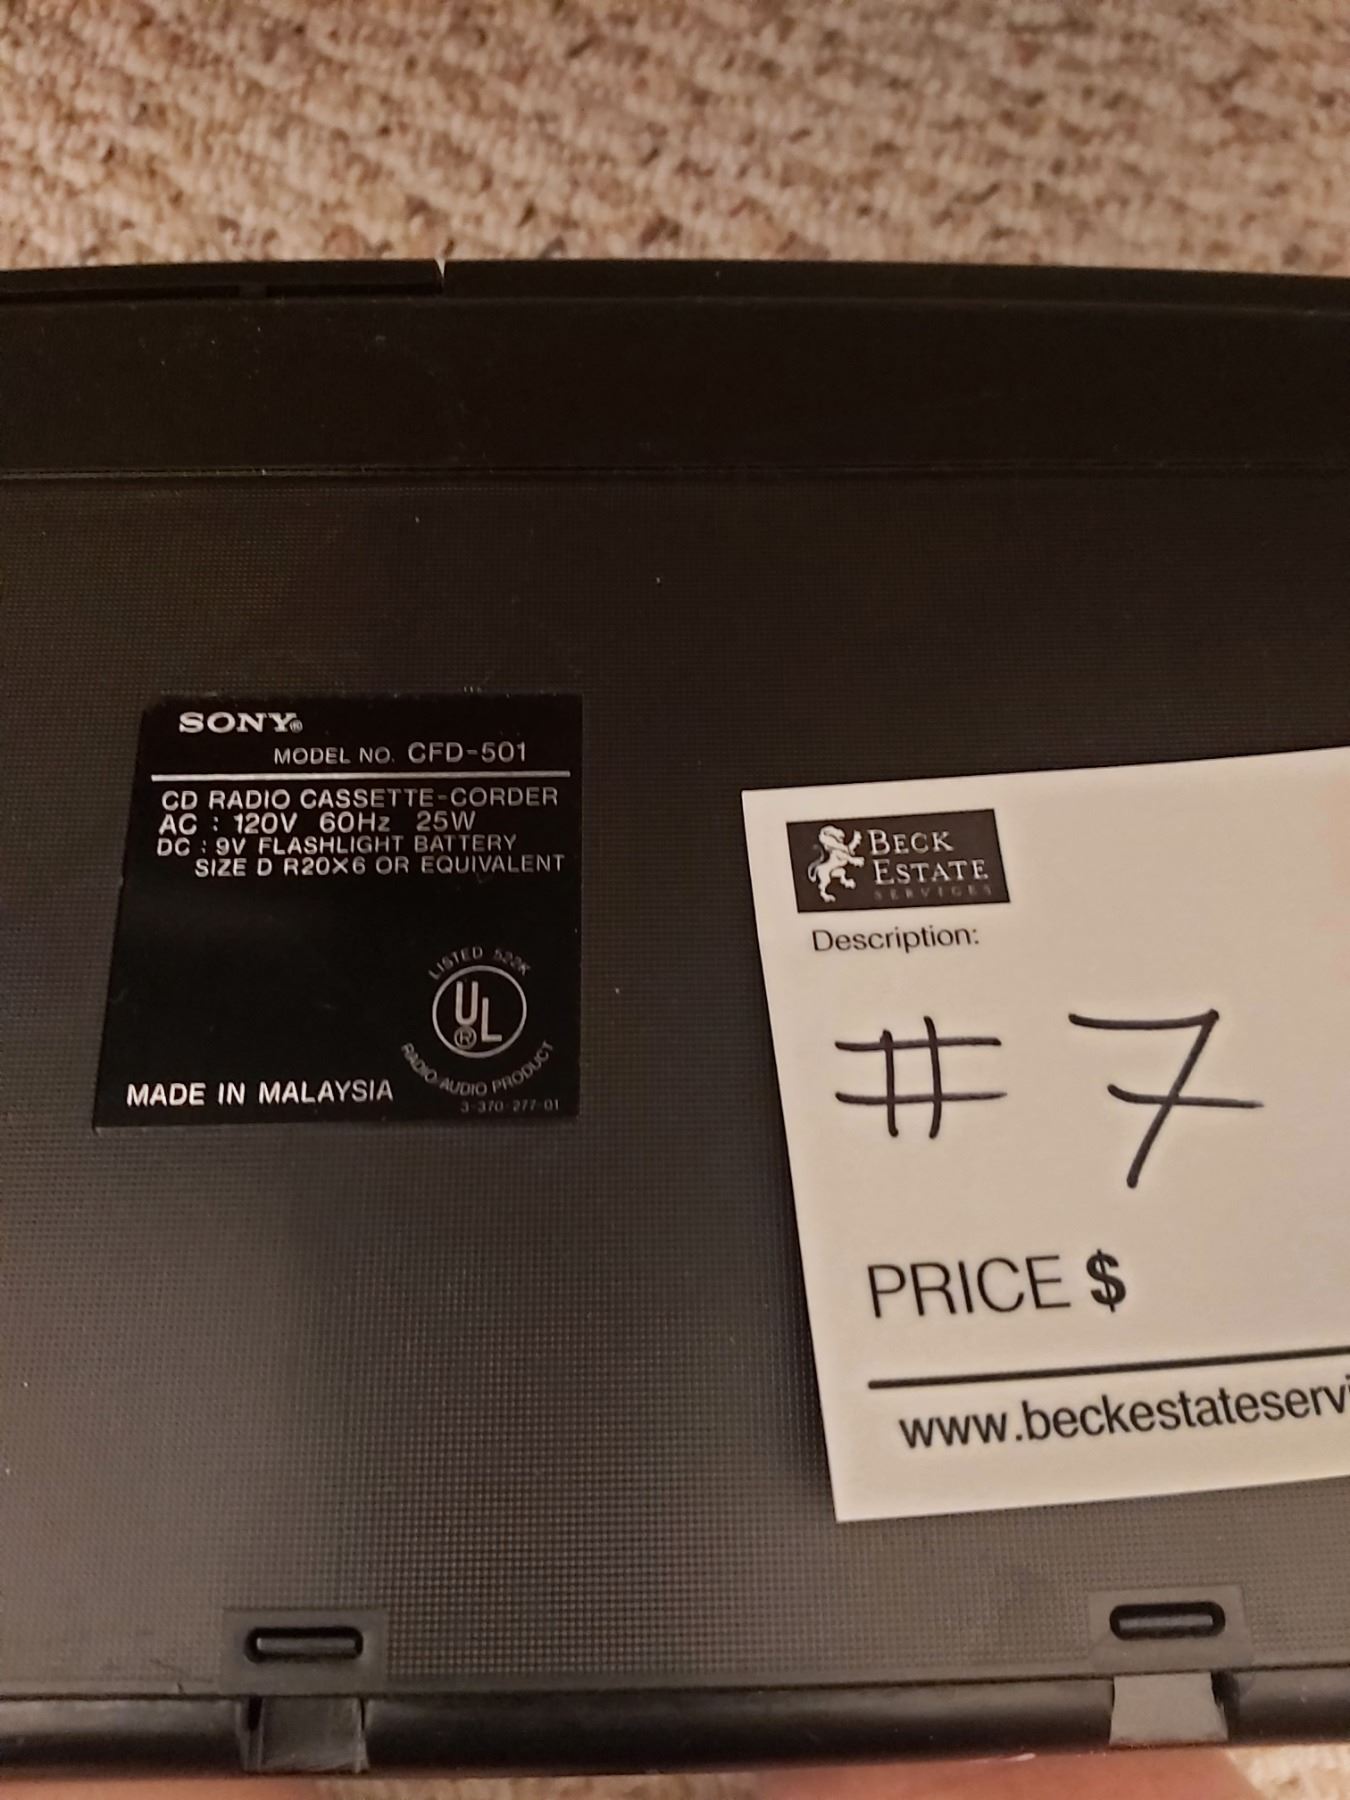 SONY®
MODEL NO. CFD-501
CD RADIO CASSETTE-CORDER
AC : 120V 60Hz 25W
DC : 9V FLASHLIGHT BATTERY
SIZE D R20X6 OR EQUIVALENT
LISTED 522K
UL ®
RADIO/AUDIO PRODUCT
MADE IN MALAYSIA
3-370-277-01
BECK
ESTATE
SERVICES
Description:
# 7
PRICE $
www.beckestateservi